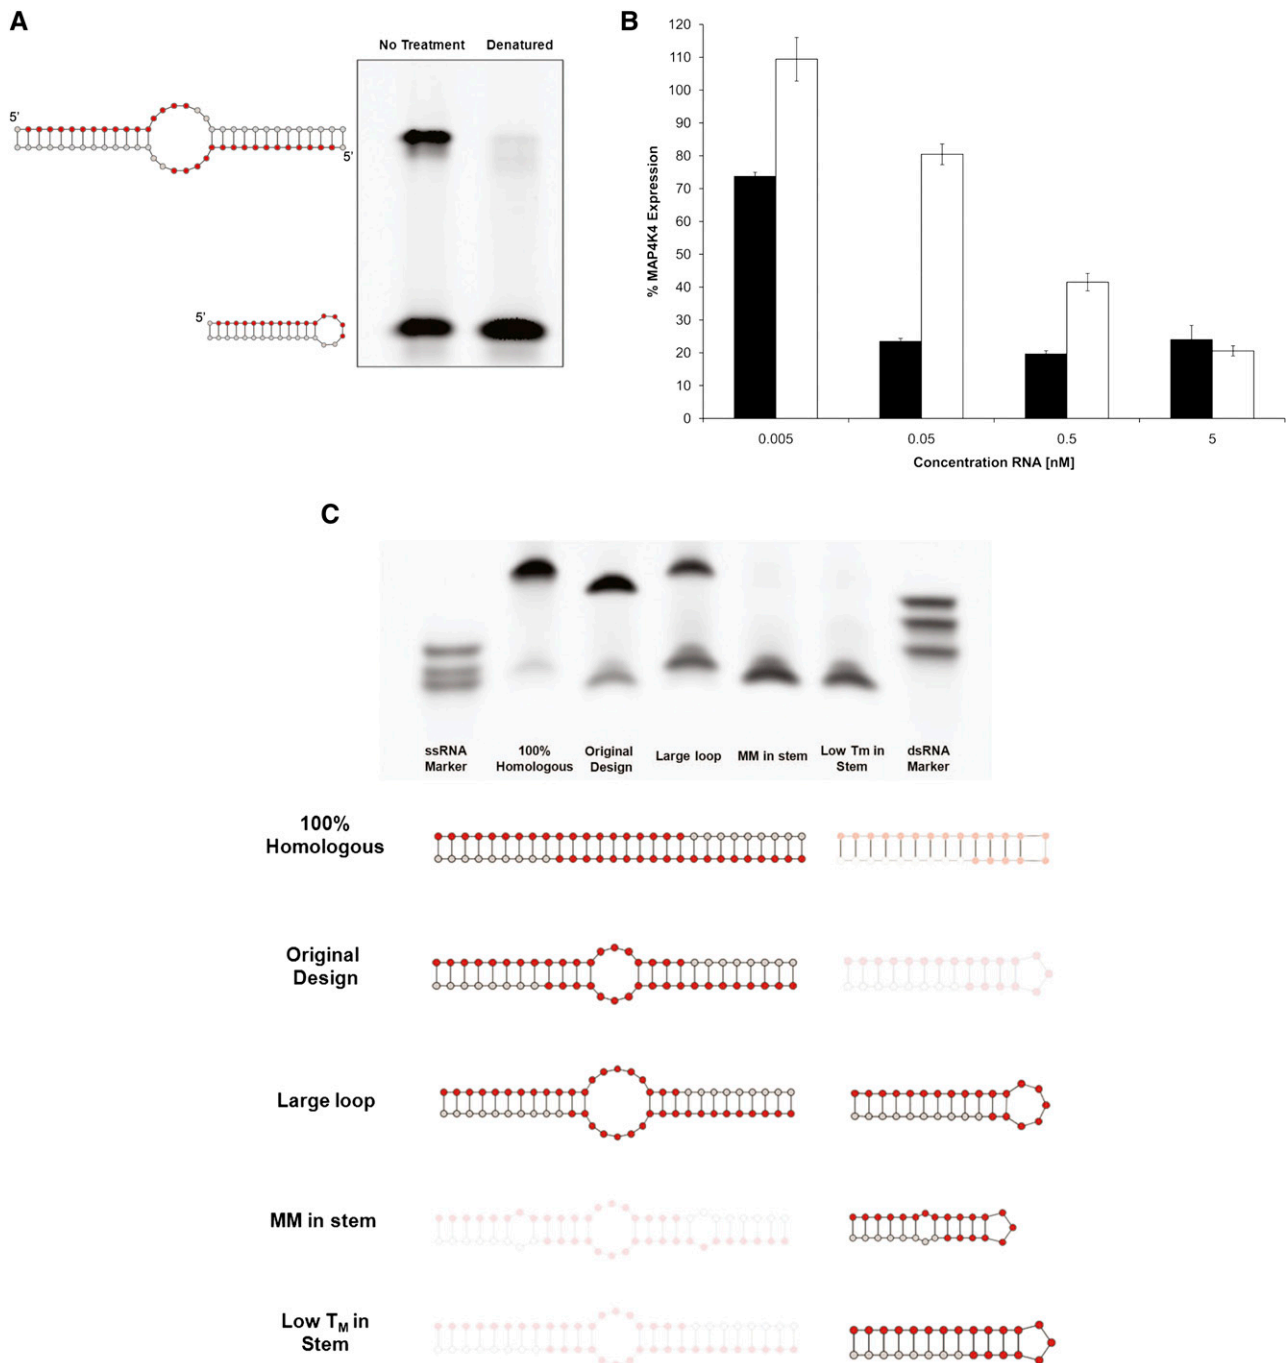 A
No Treatment Denatured
5'
5'
5'
B
120
110
100
90
80
70
60
50
40
30
20
10
0
% MAP4K4 Expression
0.005 0.05 0.5 5
Concentration RNA [nM]
C
ssRNA Marker
100% Homologous
Original Design
Large loop
MM in stem
Low Tm in Stem
dsRNA Marker
100%
Homologous
Original
Design
Large loop
MM in stem
Low TM in
Stem